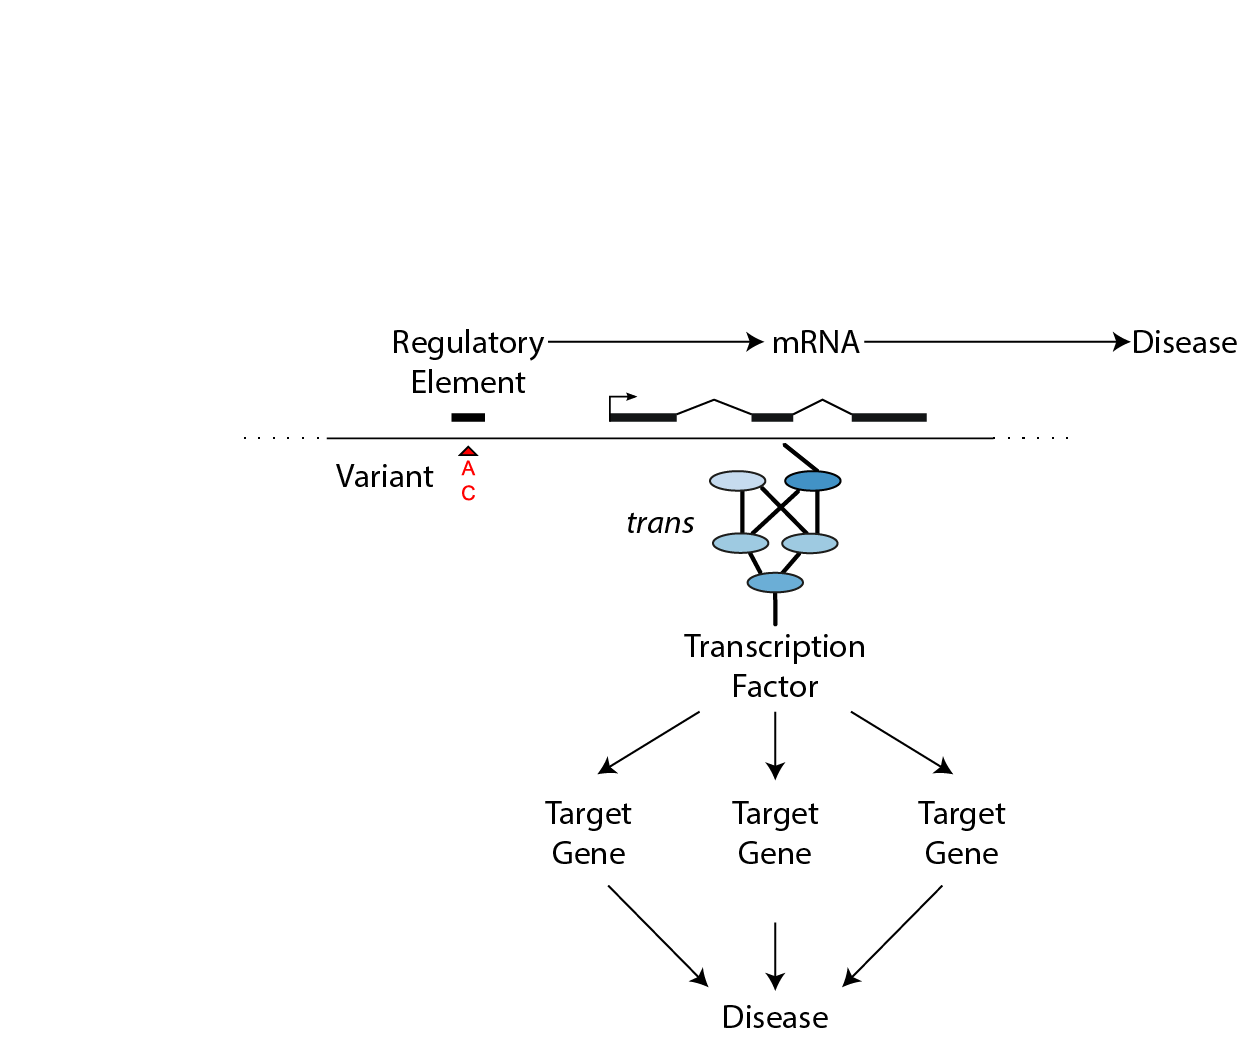 Regulatory
Element
mRNA
Disease
Variant
A
C
trans
Transcription
Factor
Target
Gene
Target
Gene
Target
Gene
Disease